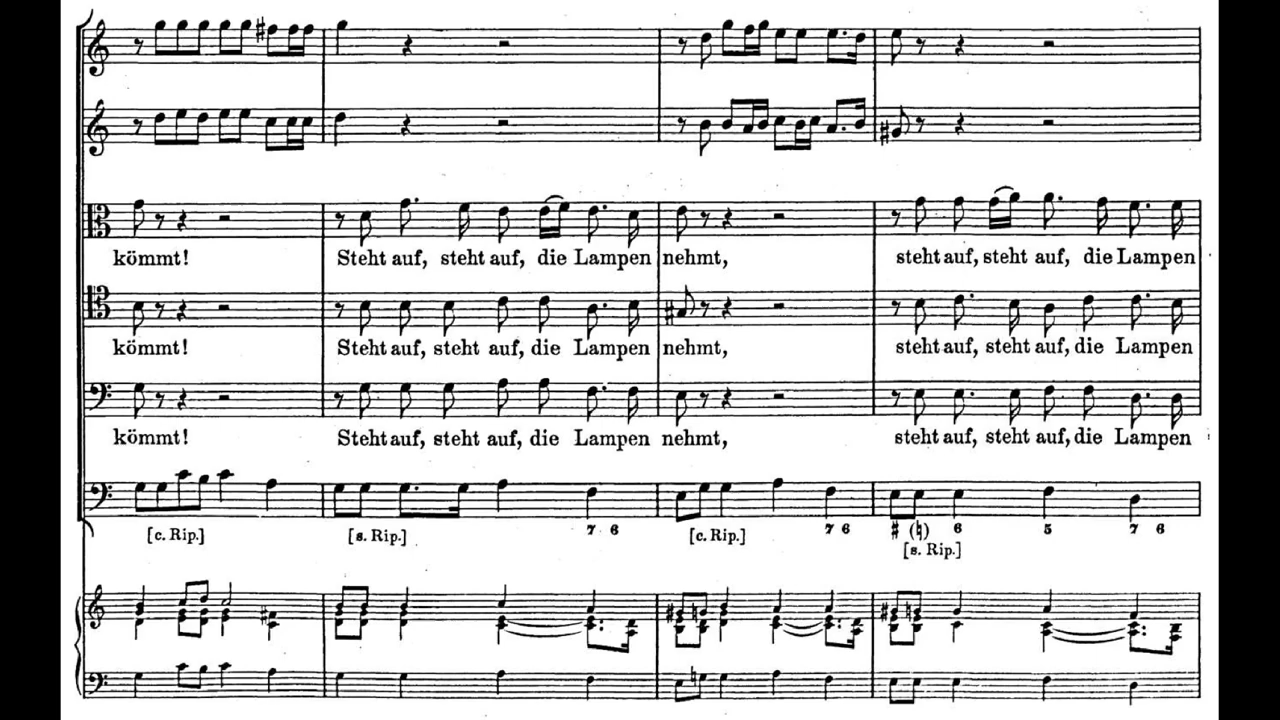 kömmt! Steht auf, steht auf, die Lampen nehmt, steht auf, steht auf, die Lampen
kömmt! Steht auf, steht auf, die Lampen nehmt, steht auf, steht auf, die Lampen
kömmt! Steht auf, steht auf, die Lampen nehmt, steht auf, steht auf, die Lampen
7 6 7 6 # (♮) 6 5 7 6
[c. Rip.] [s. Rip.] [c. Rip.] [s. Rip.]